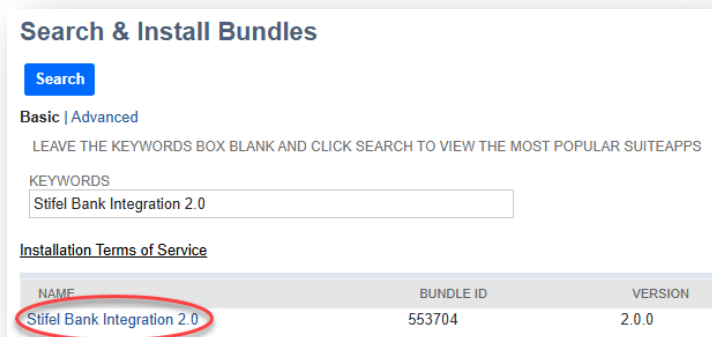 Search & Install Bundles
Search
Basic | Advanced
LEAVE THE KEYWORDS BOX BLANK AND CLICK SEARCH TO VIEW THE MOST POPULAR SUITEAPPS
KEYWORDS
Stifel Bank Integration 2.0
Installation Terms of Service
NAME BUNDLE ID VERSION
Stifel Bank Integration 2.0 553704 2.0.0